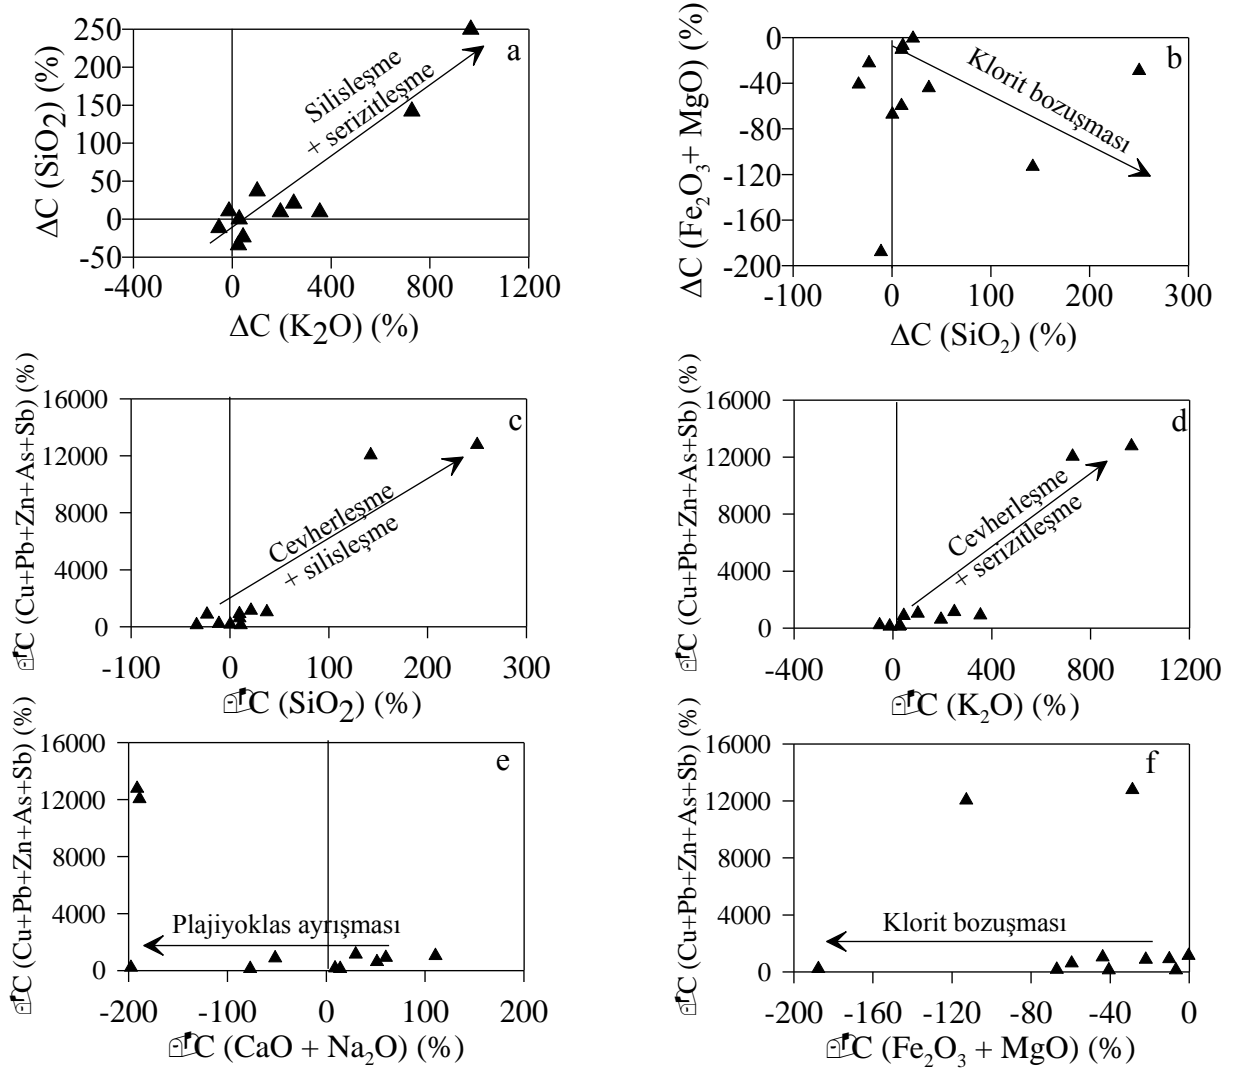 250
200
150
100
50
0
-50
-400
0
400
800
1200
ΔC (SiO2) (%)
ΔC (K2O) (%)
Silisleşme
+ serizitleşme
a
0
-40
-80
-120
-160
-200
-100
0
100
200
300
ΔC (Fe2O3+ MgO) (%)
ΔC (SiO2) (%)
Klorit bozuşması
b
16000
12000
8000
4000
0
-100
0
100
200
300
C (Cu+Pb+Zn+As+Sb) (%)
C (SiO2) (%)
Cevherleşme
+ silisleşme
c
16000
12000
8000
4000
0
-400
0
400
800
1200
C (Cu+Pb+Zn+As+Sb) (%)
C (K2O) (%)
Cevherleşme
+ serizitleşme
d
16000
12000
8000
4000
0
-200
-100
0
100
200
C (Cu+Pb+Zn+As+Sb) (%)
C (CaO + Na2O) (%)
Plajiyoklas ayrışması
e
16000
12000
8000
4000
0
-200
-160
-120
-80
-40
0
C (Cu+Pb+Zn+As+Sb) (%)
C (Fe2O3 + MgO) (%)
Klorit bozuşması
f